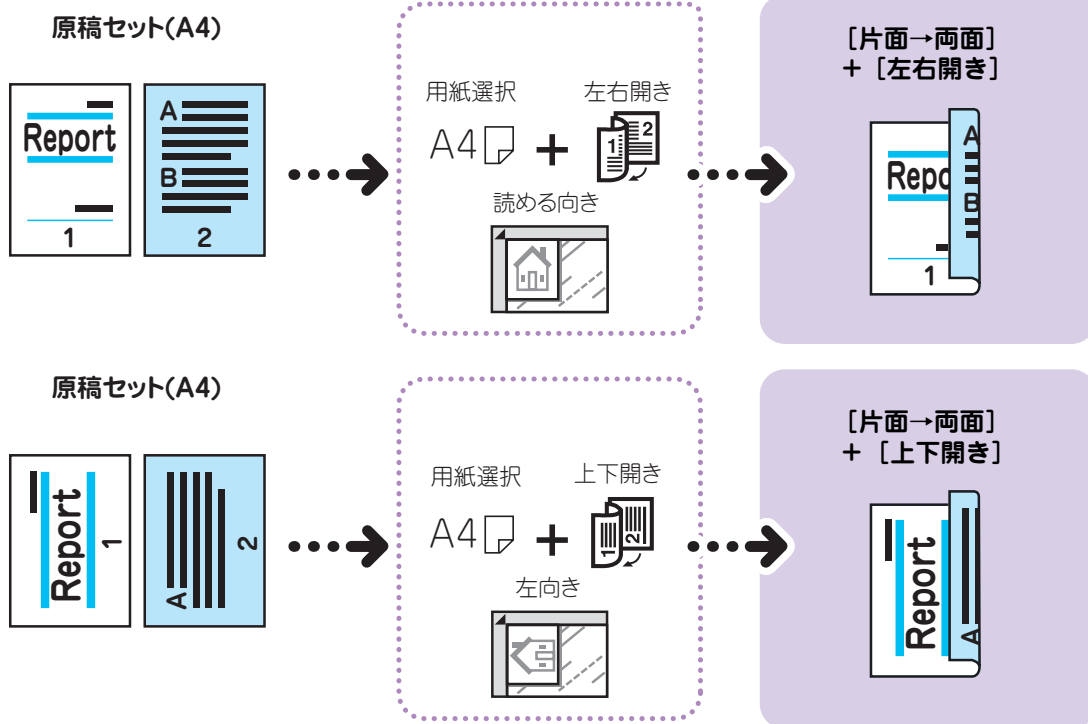 原稿セット(A4)
Report
1
A
B
2
用紙選択
左右開き
A4
+
1
2
読める向き
[片面→両面]
+ [左右開き]
Repo
1
A
B
原稿セット(A4)
Report
1
A
2
用紙選択
上下開き
A4
+
1
2
左向き
[片面→両面]
+ [上下開き]
Report
A